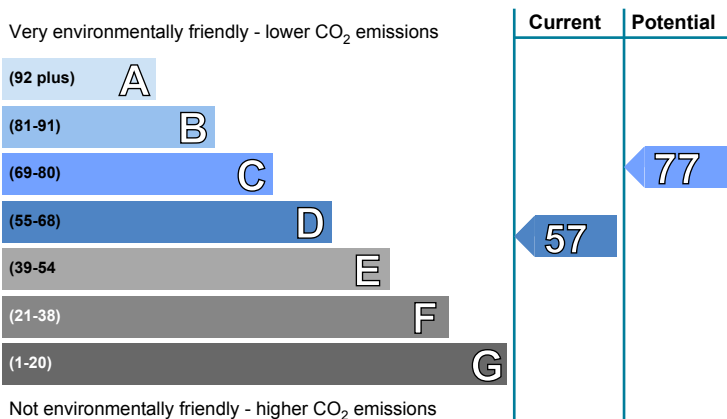 Very environmentally friendly - lower CO2 emissions
Current Potential
(92 plus) A
(81-91) B
(69-80) C
77
(55-68) D
57
(39-54 E
(21-38) F
(1-20) G
Not environmentally friendly - higher CO2 emissions